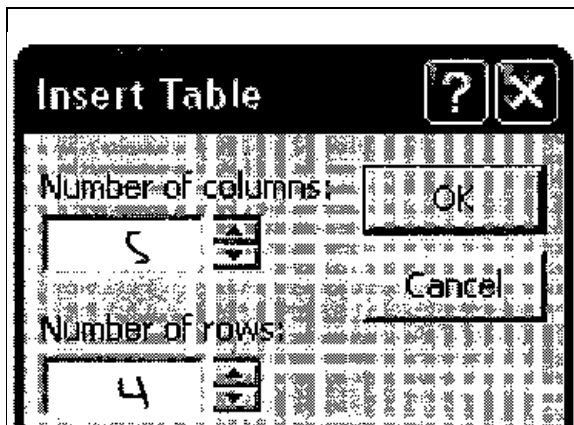 Insert Table ? X
Number of columns: OK
5
Cancel
Number of rows:
4